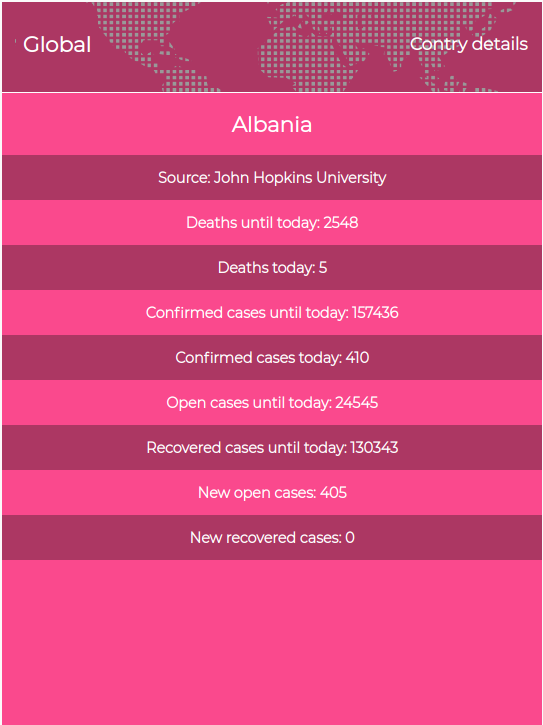 Global
Contry details
Albania
Source: John Hopkins University
Deaths until today: 2548
Deaths today: 5
Confirmed cases until today: 157436
Confirmed cases today: 410
Open cases until today: 24545
Recovered cases until today: 130343
New open cases: 405
New recovered cases: 0